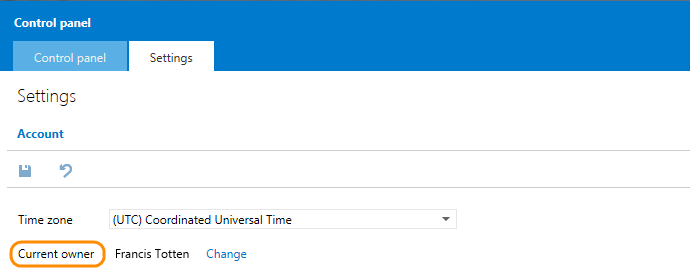 Control panel
Control panel Settings
Settings
Account
Time zone (UTC) Coordinated Universal Time
Current owner Francis Totten Change